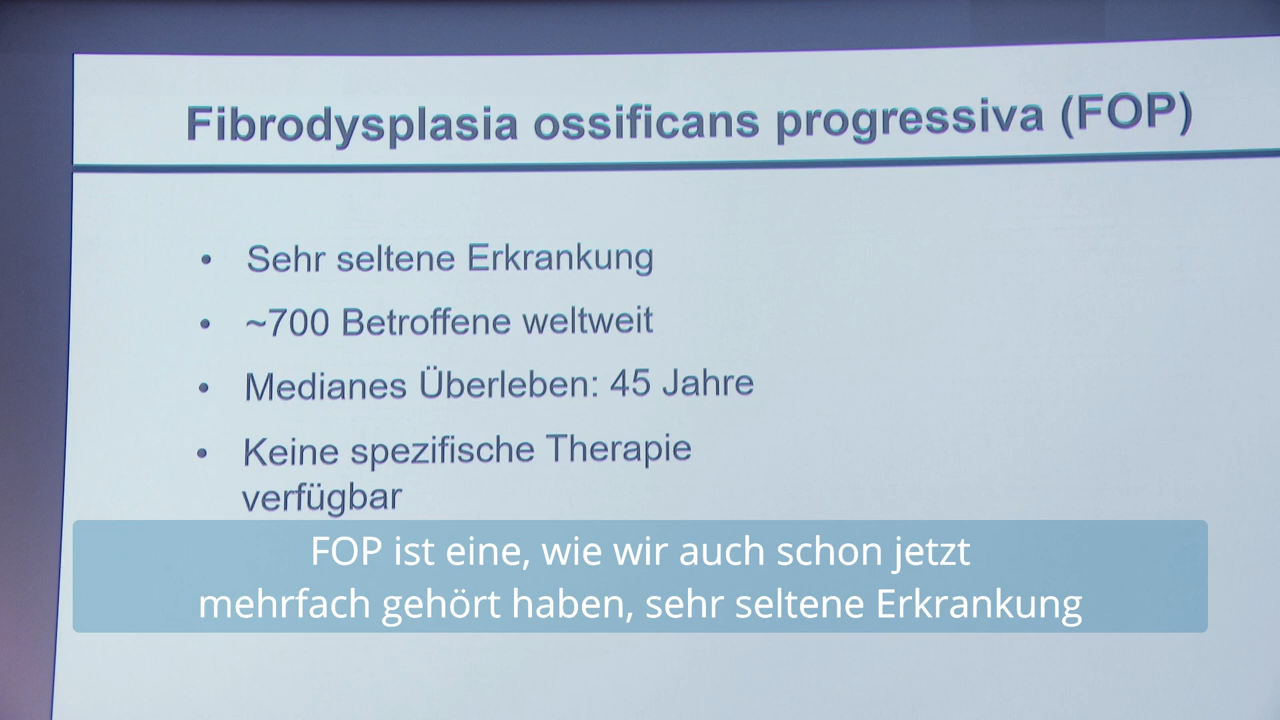 Fibrodysplasia ossificans progressiva (FOP)
• Sehr seltene Erkrankung
• ~700 Betroffene weltweit
• Medianes Überleben: 45 Jahre
• Keine spezifische Therapie
verfügbar
FOP ist eine, wie wir auch schon jetzt
mehrfach gehört haben, sehr seltene Erkrankung